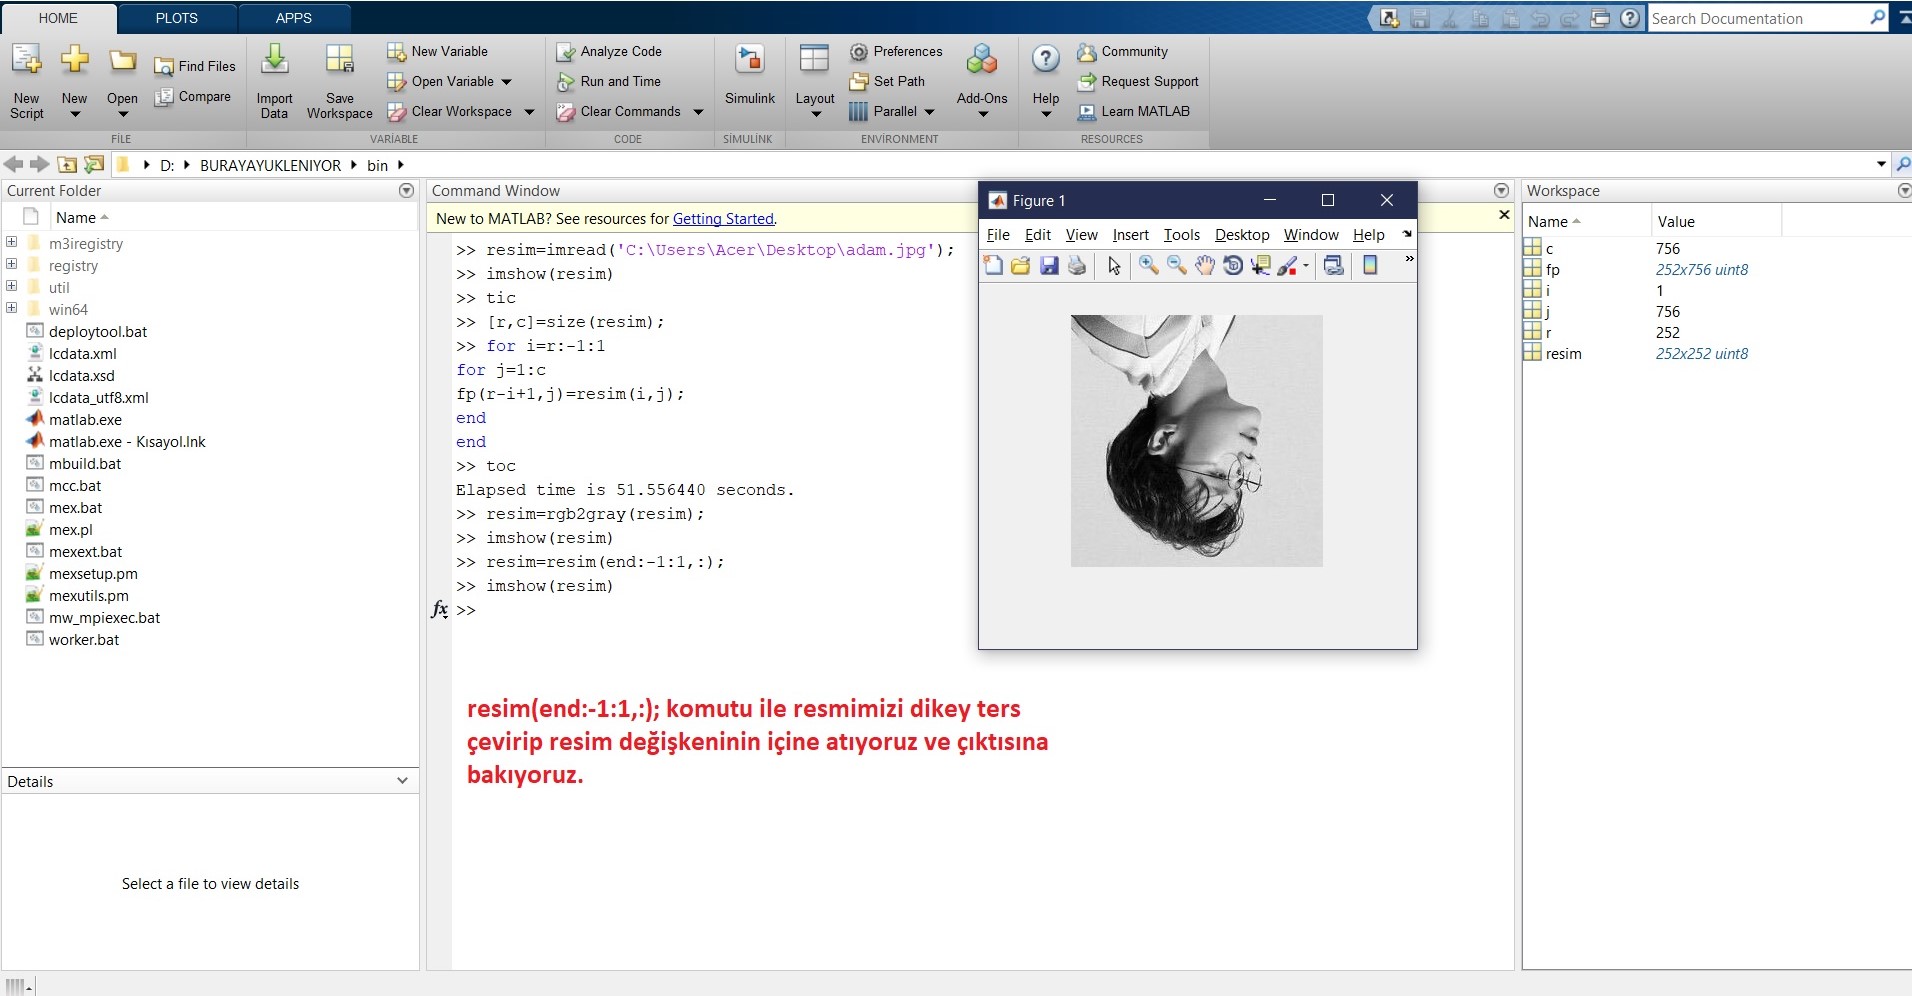 HOME PLOTS APPS
Search Documentation
New Script
New
Open
Find Files
Compare
FİLE
Import Data
Save Workspace
New Variable
Open Variable
Clear Workspace
VARİABLE
Analyze Code
Run and Time
Clear Commands
CODE
Simulink
SİMULİNK
Layout
Preferences
Set Path
Parallel
Add-Ons
ENVİRONMENT
Help
Community
Request Support
Learn MATLAB
RESOURCES
D: BURAYAYUKLENIYOR bin
Current Folder
Name
m3iregistry
registry
util
win64
deploytool.bat
lcdata.xml
lcdata.xsd
lcdata_utf8.xml
matlab.exe
matlab.exe - Kısayol.lnk
mbuild.bat
mcc.bat
mex.bat
mex.pl
mexext.bat
mexsetup.pm
mexutils.pm
mw_mpiexec.bat
worker.bat
Details
Select a file to view details
Command Window
New to MATLAB? See resources for Getting Started.
>> resim=imread('C:\Users\Acer\Desktop\adam.jpg');
>> imshow(resim)
>> tic
>> [r,c]=size(resim);
>> for i=r:-1:1
for j=1:c
fp(r-i+1,j)=resim(i,j);
end
end
>> toc
Elapsed time is 51.556440 seconds.
>> resim=rgb2gray(resim);
>> imshow(resim)
>> resim=resim(end:-1:1,:);
>> imshow(resim)
fx >>
resim(end:-1:1,:); komutu ile resmimizi dikey ters
çevirip resim değişkeninin içine atıyoruz ve çıktısına
bakıyoruz.
Figure 1
File Edit View Insert Tools Desktop Window Help
Workspace
Name Value
c 756
fp 252x756 uint8
i 1
j 756
r 252
resim 252x252 uint8